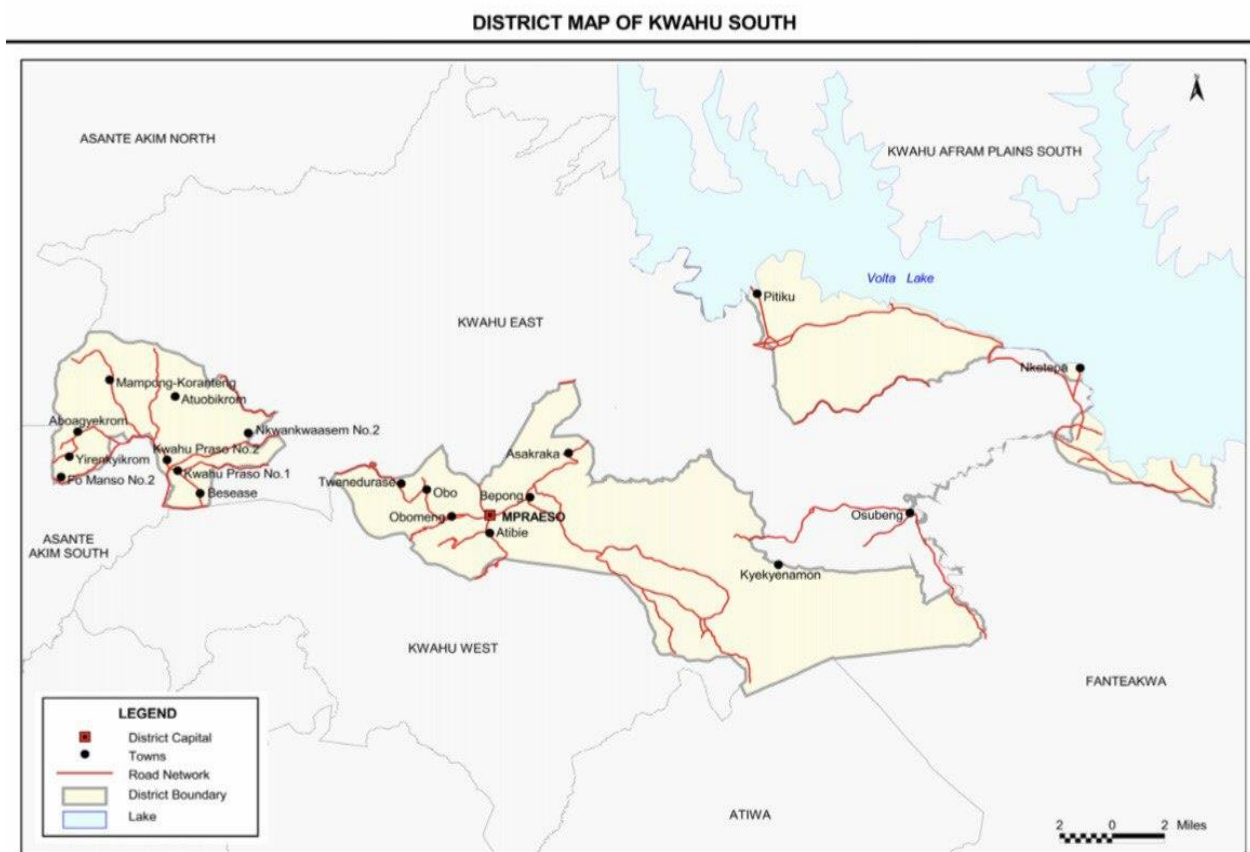 DISTRICT MAP OF KWAHU SOUTH
ASANTE AKIM NORTH
KWAHU AFRAM PLAINS SOUTH
Volta Lake
Pitiku
KWAHU EAST
Nketepa
Mampong-Koranteng
Atuobikrom
Aboagyekrom
Nkwankwaasem No.2
Kwahu Praso No.2
Yirenkyikrom
Kwahu Praso No.1
Fo Manso No.2
Besease
Asakraka
Twenedurase
Obo
Bepong
Obomeng
MPRAESO
Atibie
Osubeng
ASANTE
AKIM SOUTH
Kyekyenamon
KWAHU WEST
FANTEAKWA
LEGEND
District Capital
Towns
Road Network
District Boundary
Lake
ATIWA
2 0 2 Miles
N